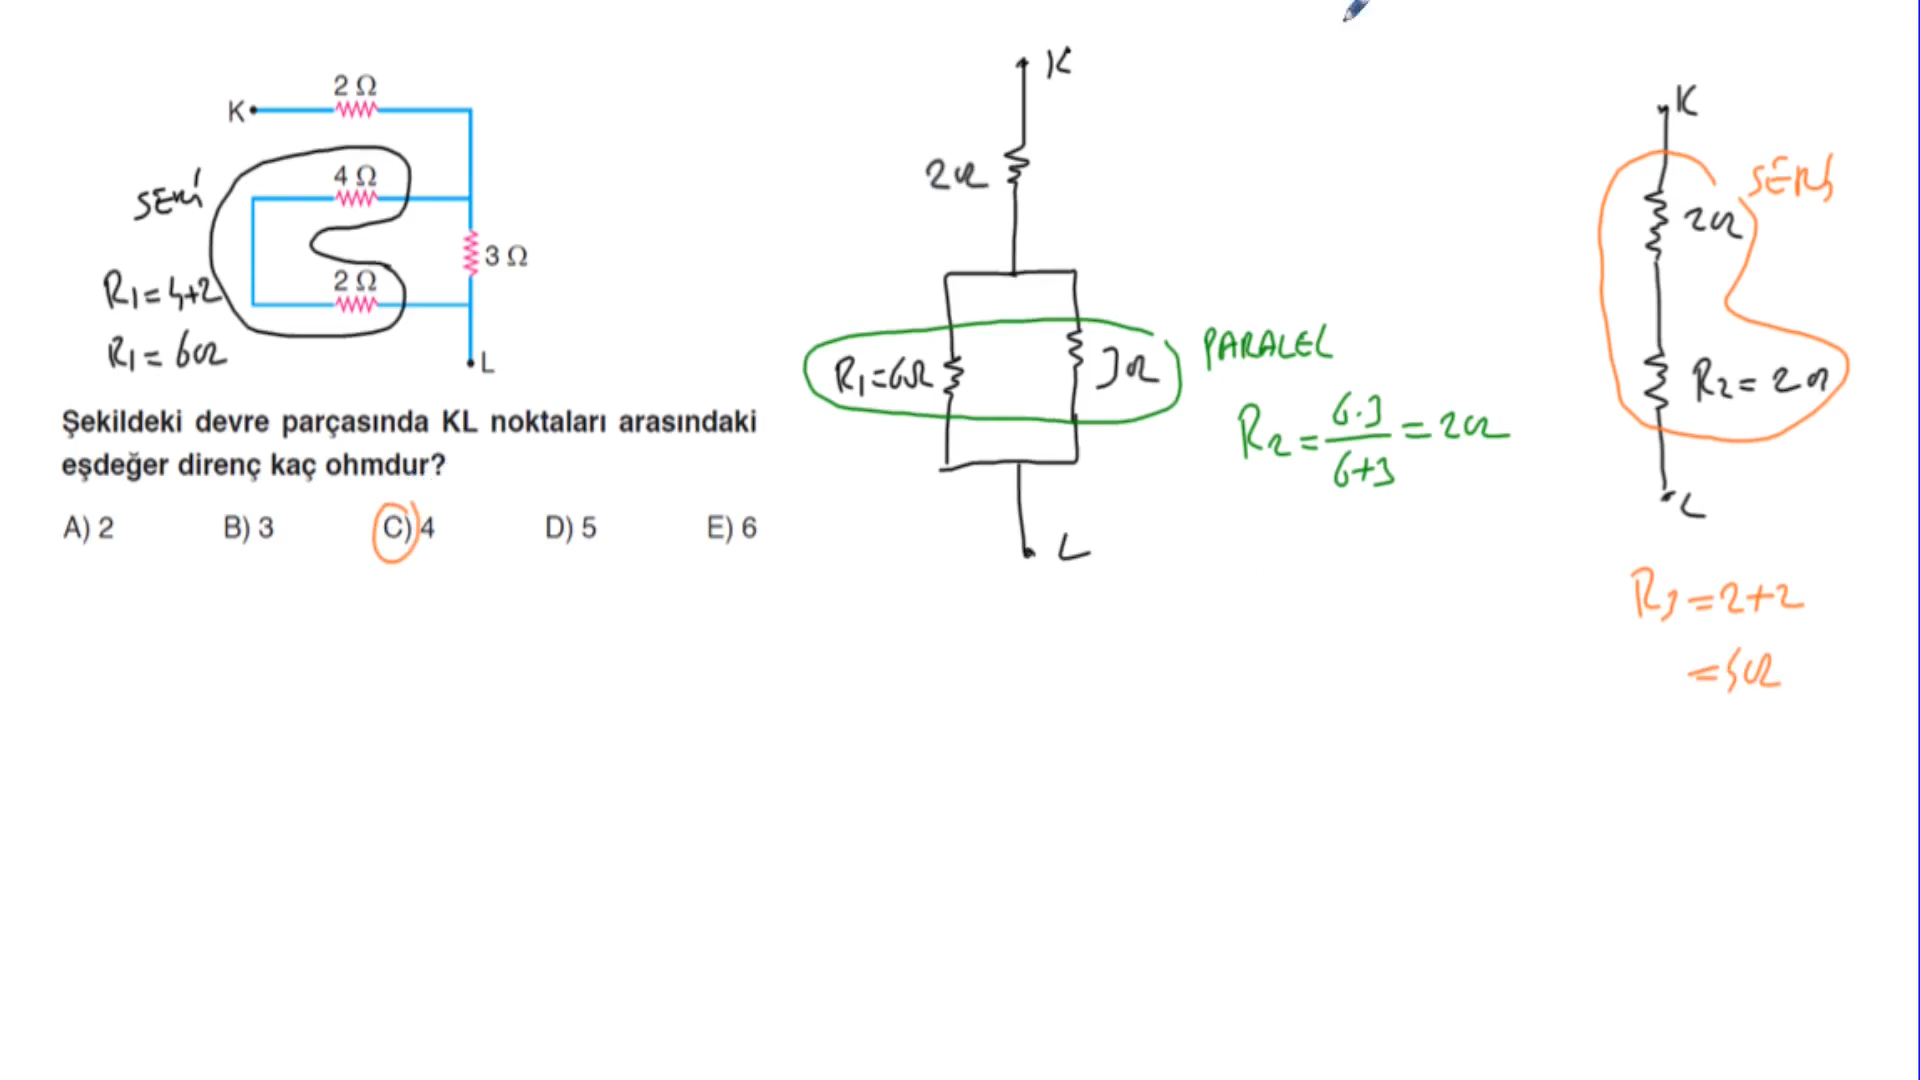 2 Ω
K
4 Ω
SERİ
3 Ω
2 Ω
R1 = 4+2
R1 = 6Ω
L
Şekildeki devre parçasında KL noktaları arasındaki
eşdeğer direnç kaç ohmdur?
A) 2 B) 3 C) 4 D) 5 E) 6
K
2Ω
R1=6Ω 3Ω
L
PARALEL
R2 = 6.3/6+3 = 2Ω
K
SERİ
2Ω
R2 = 2Ω
L
R3 = 2+2
= 4Ω